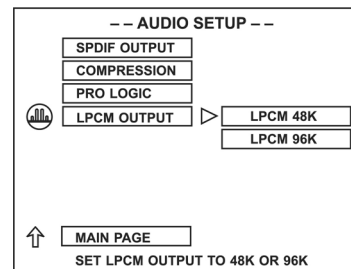 -- AUDIO SETUP --
SPDIF OUTPUT
COMPRESSION
PRO LOGIC
LPCM OUTPUT
LPCM 48K
LPCM 96K
MAIN PAGE
SET LPCM OUTPUT TO 48K OR 96K